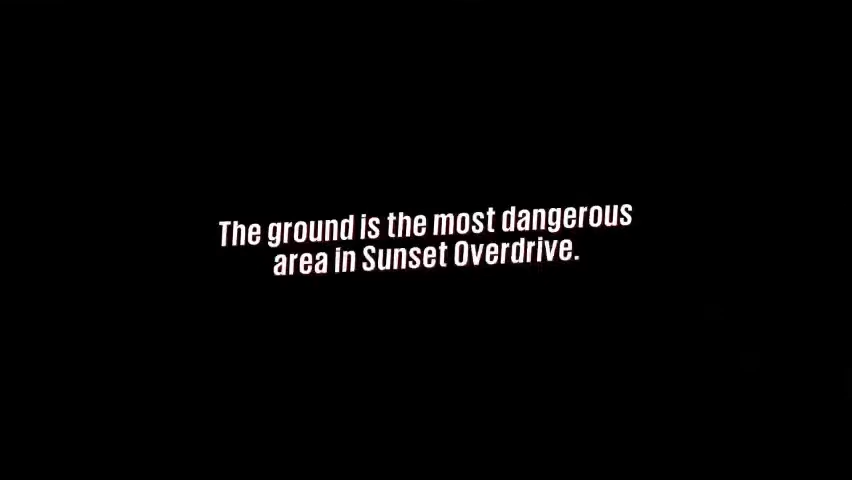 The ground is the most dangerous
area in Sunset Overdrive.